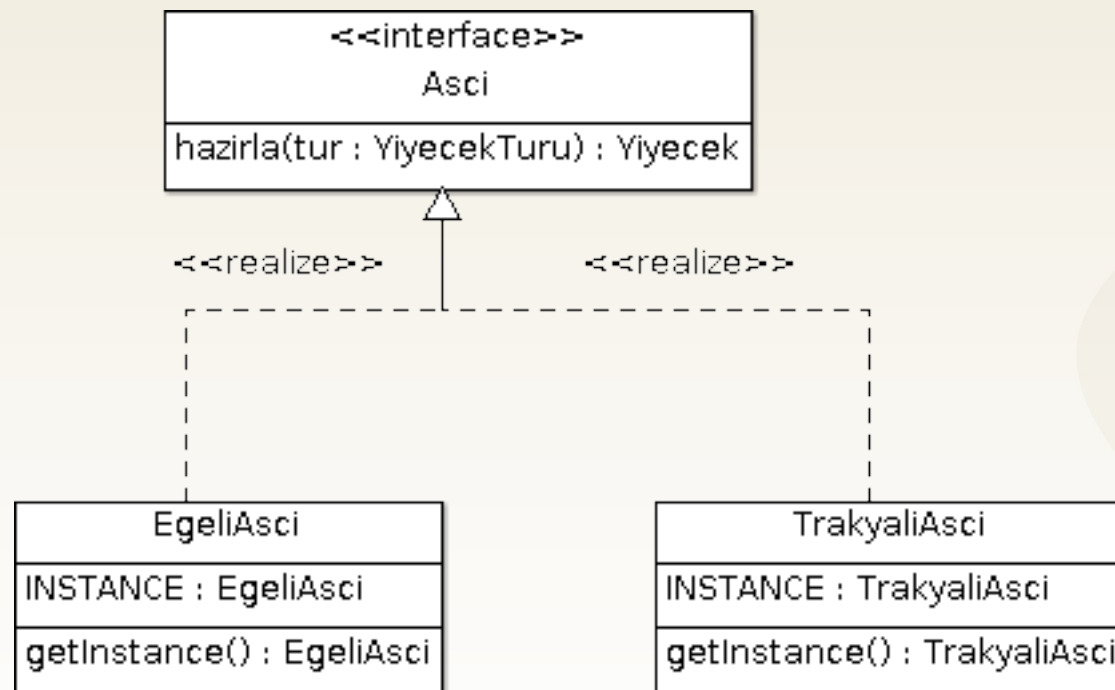 <<interface>>
Asci
hazirla(tur : YiyecekTuru) : Yiyecek
<<realize>>
<<realize>>
EgeliAsci
INSTANCE : EgeliAsci
getInstance() : EgeliAsci
TrakyaliAsci
INSTANCE : TrakyaliAsci
getInstance() : TrakyaliAsci